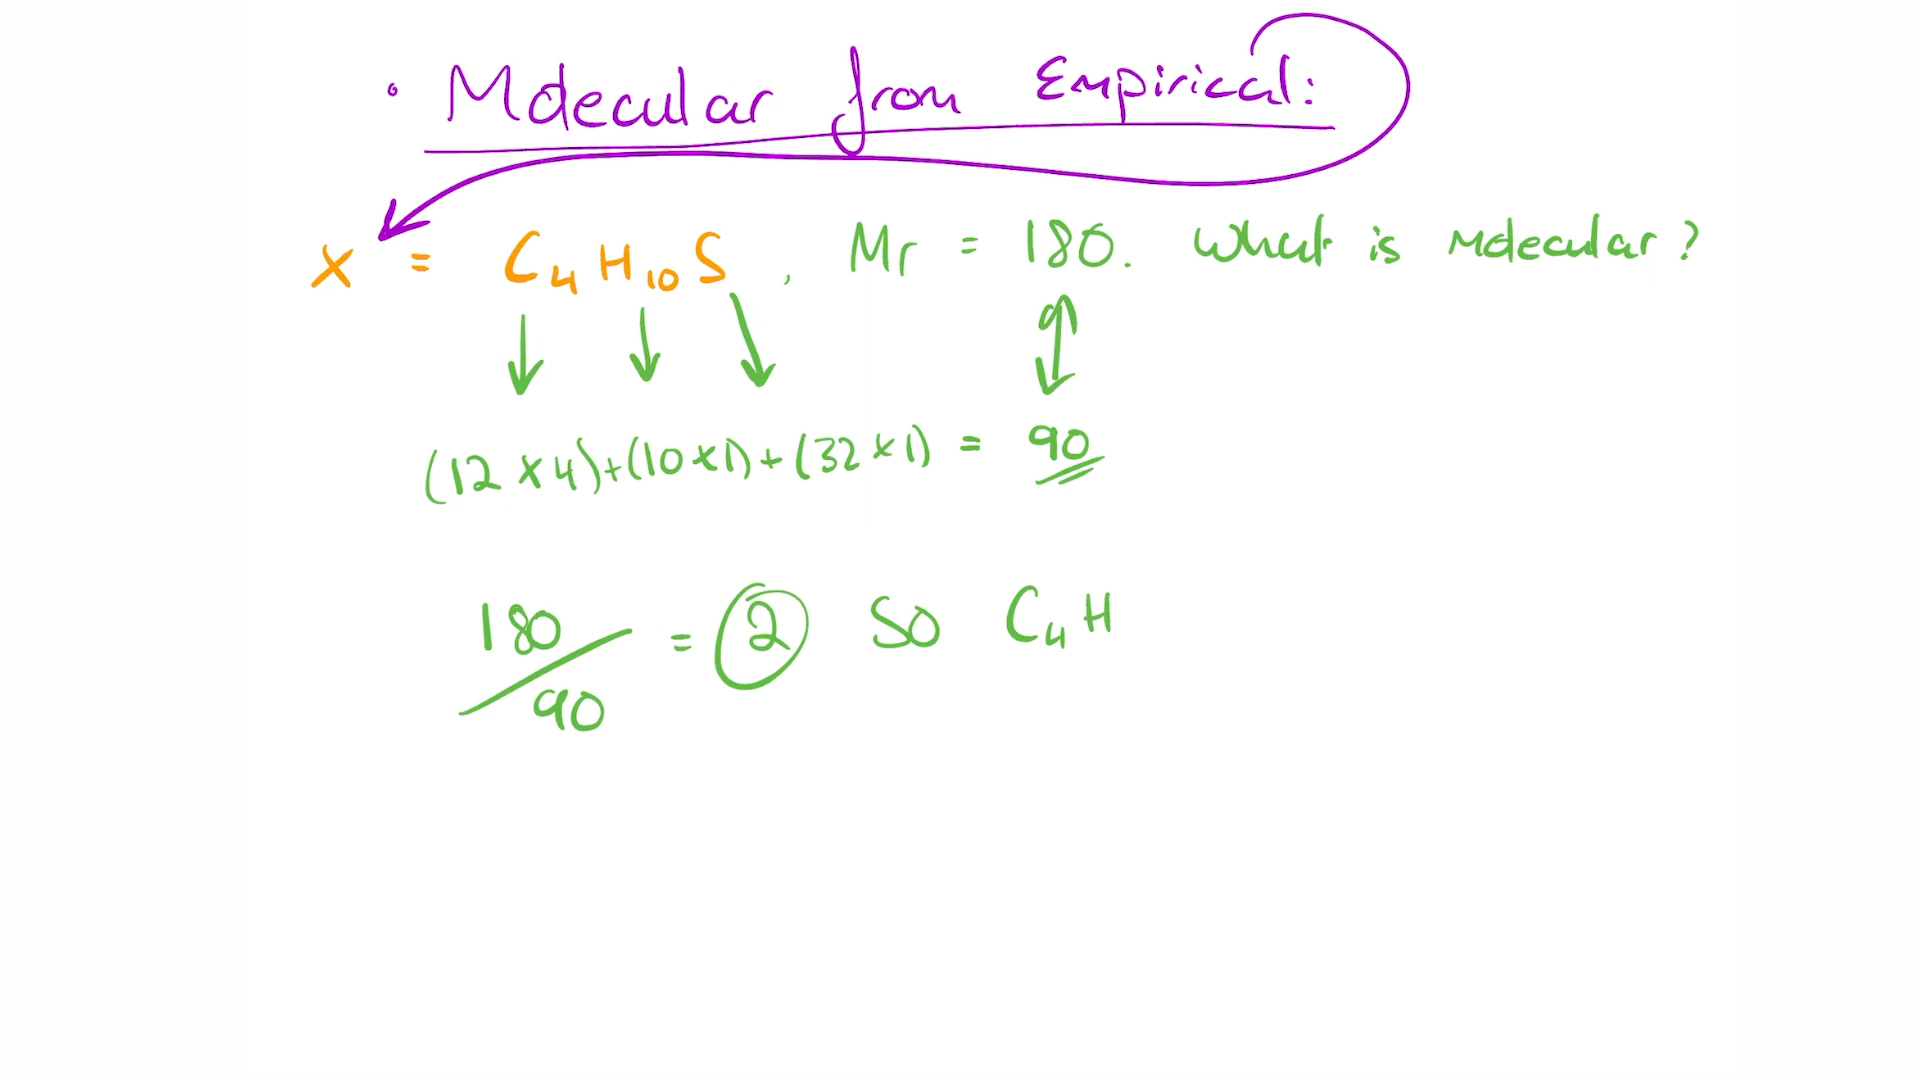 • Molecular from Empirical:
X = C₄H₁₀S, Mr = 180. What is Molecular?
(12 x 4)+(10 x 1)+(32 x 1) = 90
180/90 = 2 so C₄H